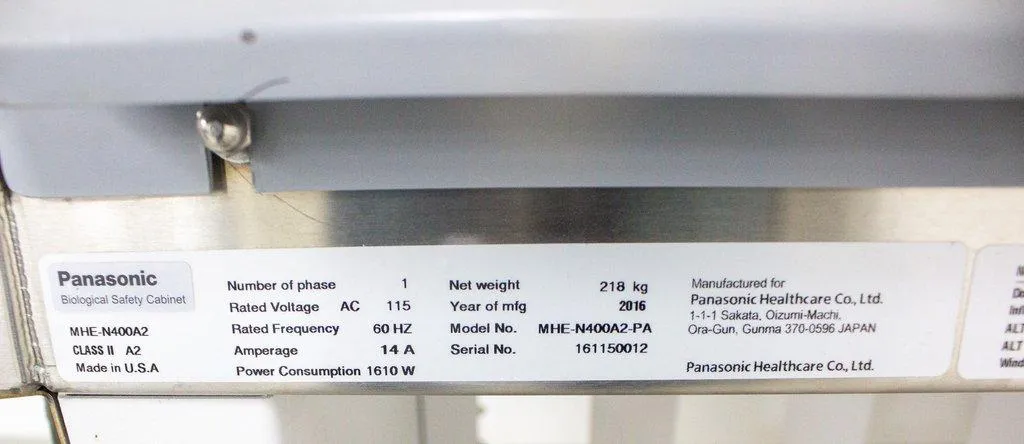 Panasonic
Biological Safety Cabinet
MHE-N400A2
CLASS II A2
Made in U.S.A
Number of phase 1
Rated Voltage AC 115
Rated Frequency 60 HZ
Amperage 14 A
Power Consumption 1610 W
Net weight 218 kg
Year of mfg 2016
Model No. MHE-N400A2-PA
Serial No. 161150012
Manufactured for
Panasonic Healthcare Co., Ltd.
1-1-1 Sakata, Oizumi-Machi,
Ora-Gun, Gunma 370-0596 JAPAN
Panasonic Healthcare Co., Ltd.
ALT
ALT